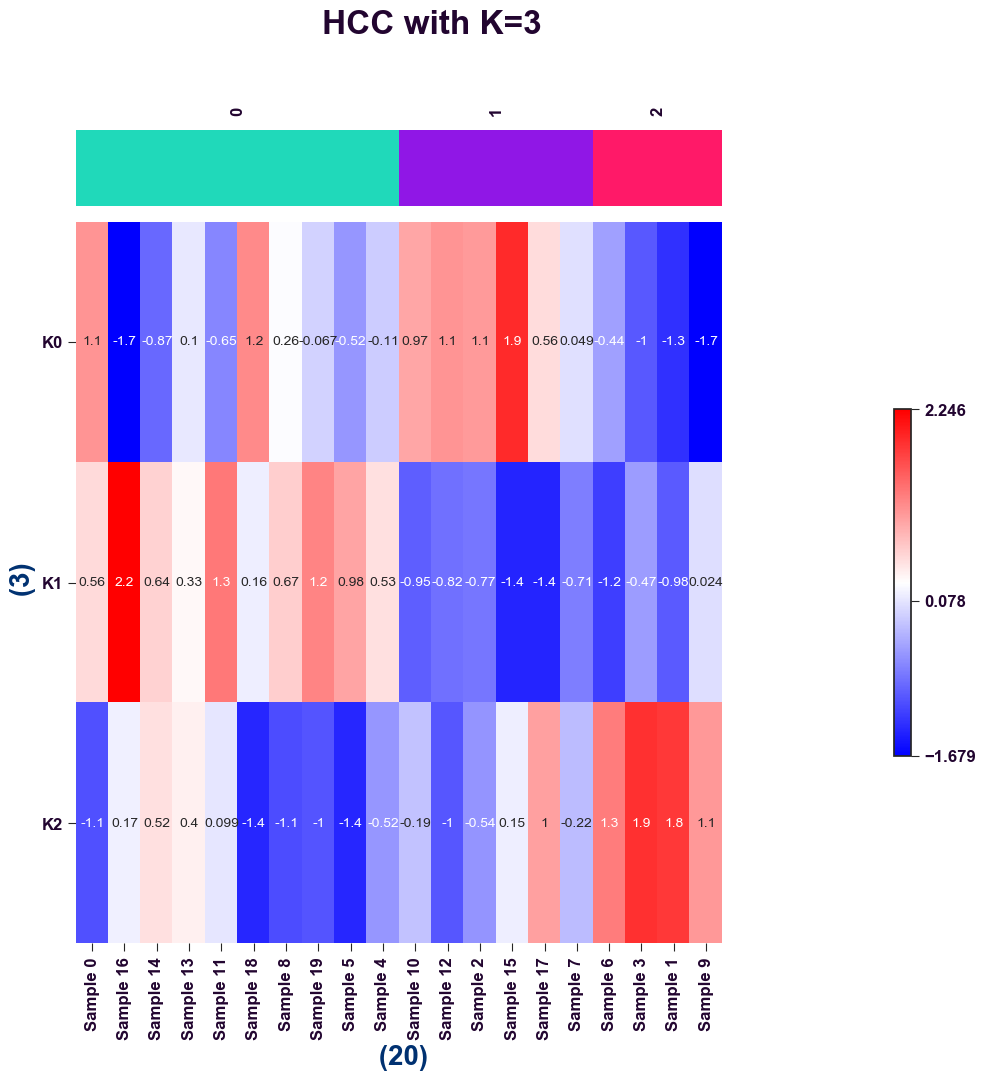 HCC with K=3
0 1 2
K0 1.1 -1.7 -0.87 0.1 -0.65 1.2 0.26 -0.067 -0.52 -0.11 0.97 1.1 1.1 1.9 0.56 0.049 -0.44 -1 -1.3 -1.7
2.246
K1 0.56 2.2 0.64 0.33 1.3 0.16 0.67 1.2 0.98 0.53 -0.95 -0.82 -0.77 -1.4 -1.4 -0.71 -1.2 -0.47 -0.98 0.024
(3)
0.078
−1.679
K2 -1.1 0.17 0.52 0.4 0.099 -1.4 -1.1 -1 -1.4 -0.52 -0.19 -1 -0.54 0.15 1 -0.22 1.3 1.9 1.8 1.1
Sample 0
Sample 16
Sample 14
Sample 13
Sample 11
Sample 18
Sample 8
Sample 19
Sample 5
Sample 4
Sample 10
Sample 12
Sample 2
Sample 15
Sample 17
Sample 7
Sample 6
Sample 3
Sample 1
Sample 9
(20)